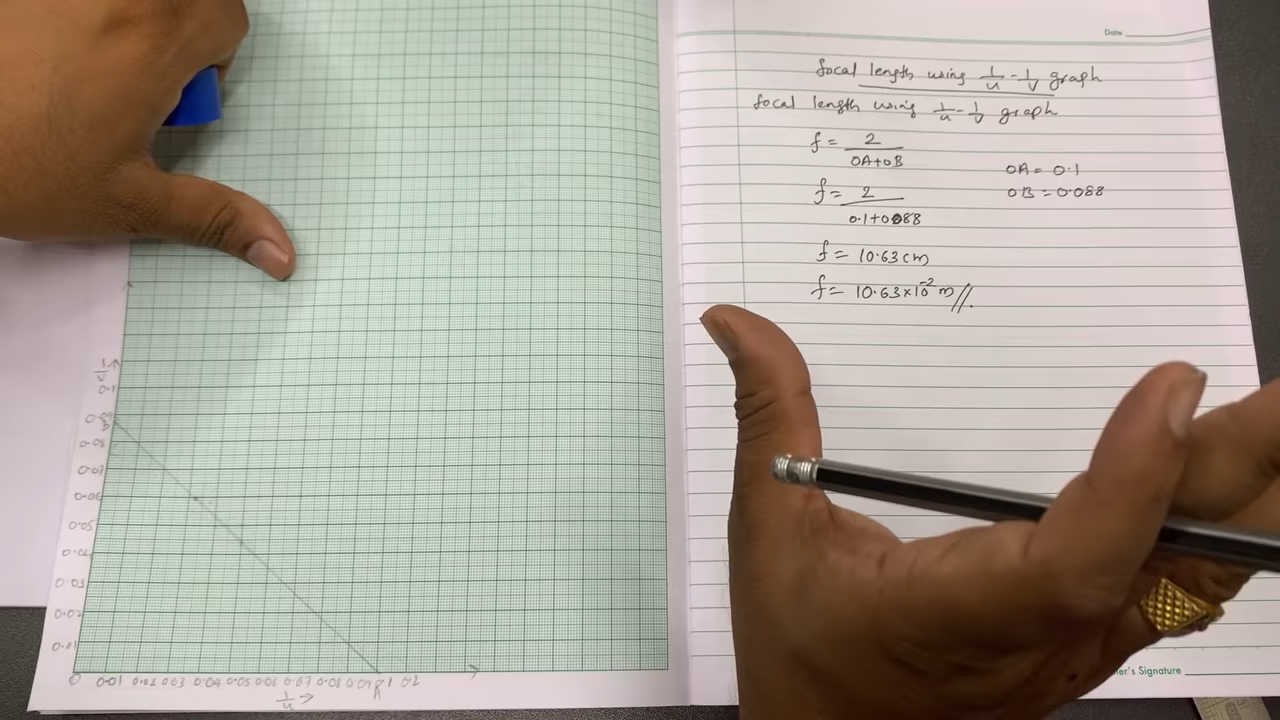 Date
focal length using 1/u - 1/v graph
focal length using 1/u - 1/v graph
f = 2/OA+OB
OA = 0.1
f = 2/0.1+0.088
OB = 0.088
f = 10.63 cm
f = 10.63×10⁻² m//.
1/v →
0.1
0.08
0.07
0.06
0.05
0.04
0.03
0.02
0.01
0 0.01 0.02 0.03 0.04 0.05 0.06 0.07 0.08 0.09 0.1 0.2
A
1/u →
er's Signature